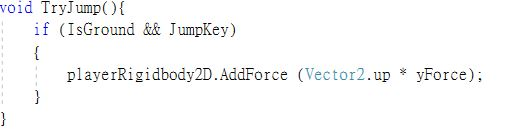 void TryJump(){
if (IsGround && JumpKey)
{
playerRigidbody2D.AddForce (Vector2.up * yForce);
}
}